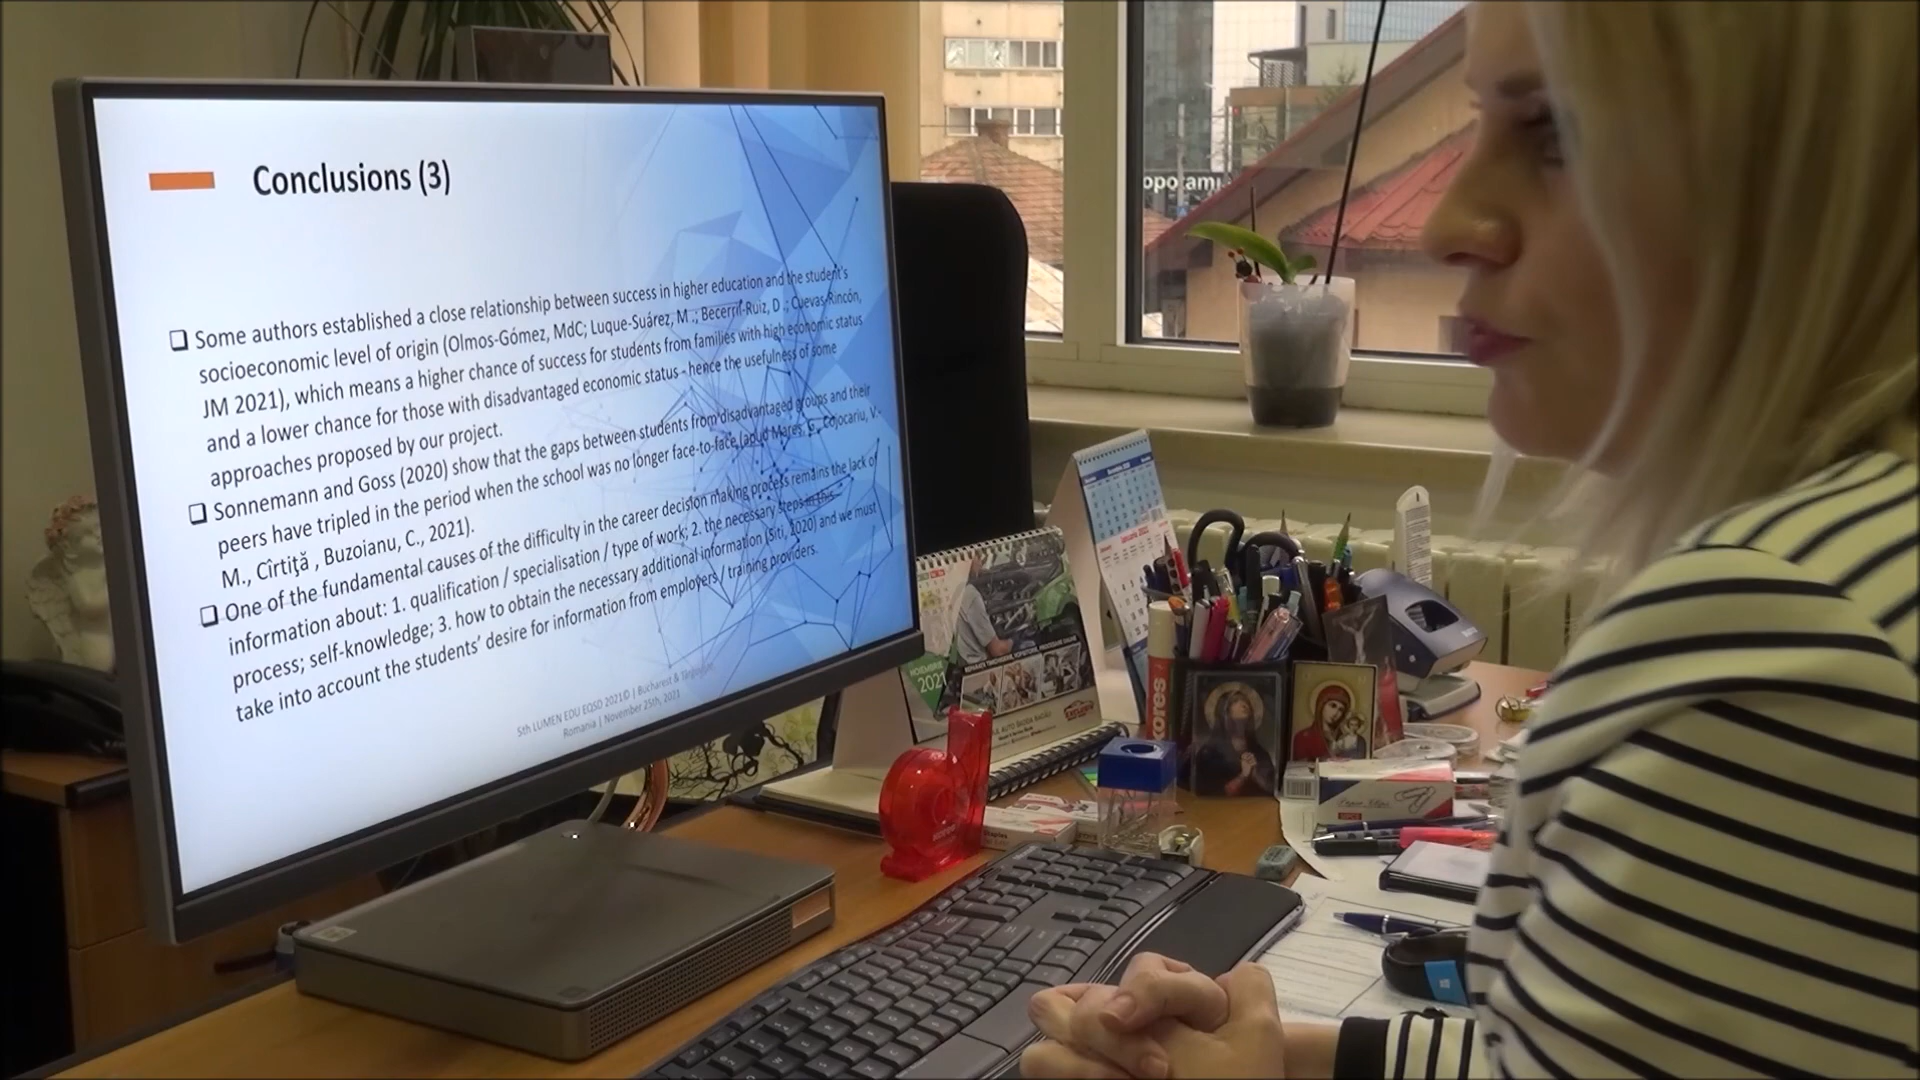 Conclusions (3)
❑ Some authors established a close relationship between success in higher education and the student's
socioeconomic level of origin (Olmos-Gómez, MdC; Luque-Suárez, M .; Becerril-Ruiz, D .; Cuevas-Rincón,
JM 2021), which means a higher chance of success for students from families with high economic status
and a lower chance for those with disadvantaged economic status - hence the usefulness of some
approaches proposed by our project.
❑ Sonnemann and Goss (2020) show that the gaps between students from disadvantaged groups and their
peers have tripled in the period when the school was no longer face-to-face (apud Mareș, G., Cojocariu, V.-
M., Cîrtiţă , Buzoianu, C., 2021).
❑ One of the fundamental causes of the difficulty in the career decision making process remains the lack of
information about: 1. qualification / specialisation / type of work; 2. the necessary steps in this
process; self-knowledge; 3. how to obtain the necessary additional information (Siti, 2020) and we must
take into account the students' desire for information from employers / training providers.
5th LUMEN EDU EQSD 2021© | Bucharest &
Romania | November 25th, 2021
opotami
NOIEMBRIE
2021
kores